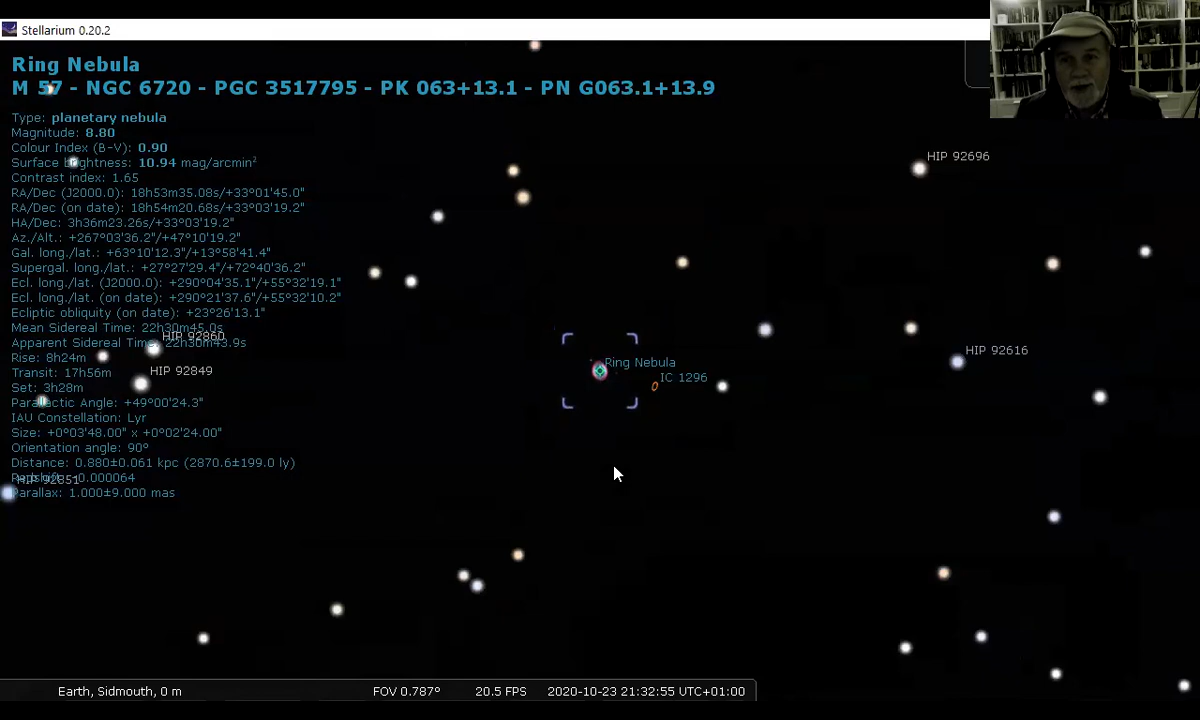 Stellarium 0.20.2
Ring Nebula
M 57 - NGC 6720 - PGC 3517795 - PK 063+13.1 - PN G063.1+13.9
Type: planetary nebula
Magnitude: 8.80
Colour Index (B-V): 0.90
Surface brightness: 10.94 mag/arcmin²
Contrast index: 1.65
RA/Dec (J2000.0): 18h53m35.08s/+33°01'45.0"
RA/Dec (on date): 18h54m20.68s/+33°03'19.2"
HA/Dec: 3h36m23.26s/+33°03'19.2"
Az./Alt.: +267°03'36.2"/+47°10'19.2"
Gal. long./lat.: +63°10'12.3"/+13°58'41.4"
Supergal. long./lat.: +27°27'29.4"/+72°40'36.2"
Ecl. long./lat. (J2000.0): +290°04'35.1"/+55°32'19.1"
Ecl. long./lat. (on date): +290°21'37.6"/+55°32'10.2"
Ecliptic obliquity (on date): +23°26'13.1"
Mean Sidereal Time: 22h30m45.0s
Apparent Sidereal Time: 22h30m43.9s
Rise: 8h24m
Transit: 17h56m
Set: 3h28m
Parallactic Angle: +49°00'24.3"
IAU Constellation: Lyr
Size: +0°03'48.00" x +0°02'24.00"
Orientation angle: 90°
Distance: 0.880±0.061 kpc (2870.6±199.0 ly)
Redshift: -0.000064
Parallax: 1.000±9.000 mas
HIP 92696
HIP 92860
HIP 92849
HIP 92616
Ring Nebula
IC 1296
HIP 92851
Earth, Sidmouth, 0 m FOV 0.787° 20.5 FPS 2020-10-23 21:32:55 UTC+01:00